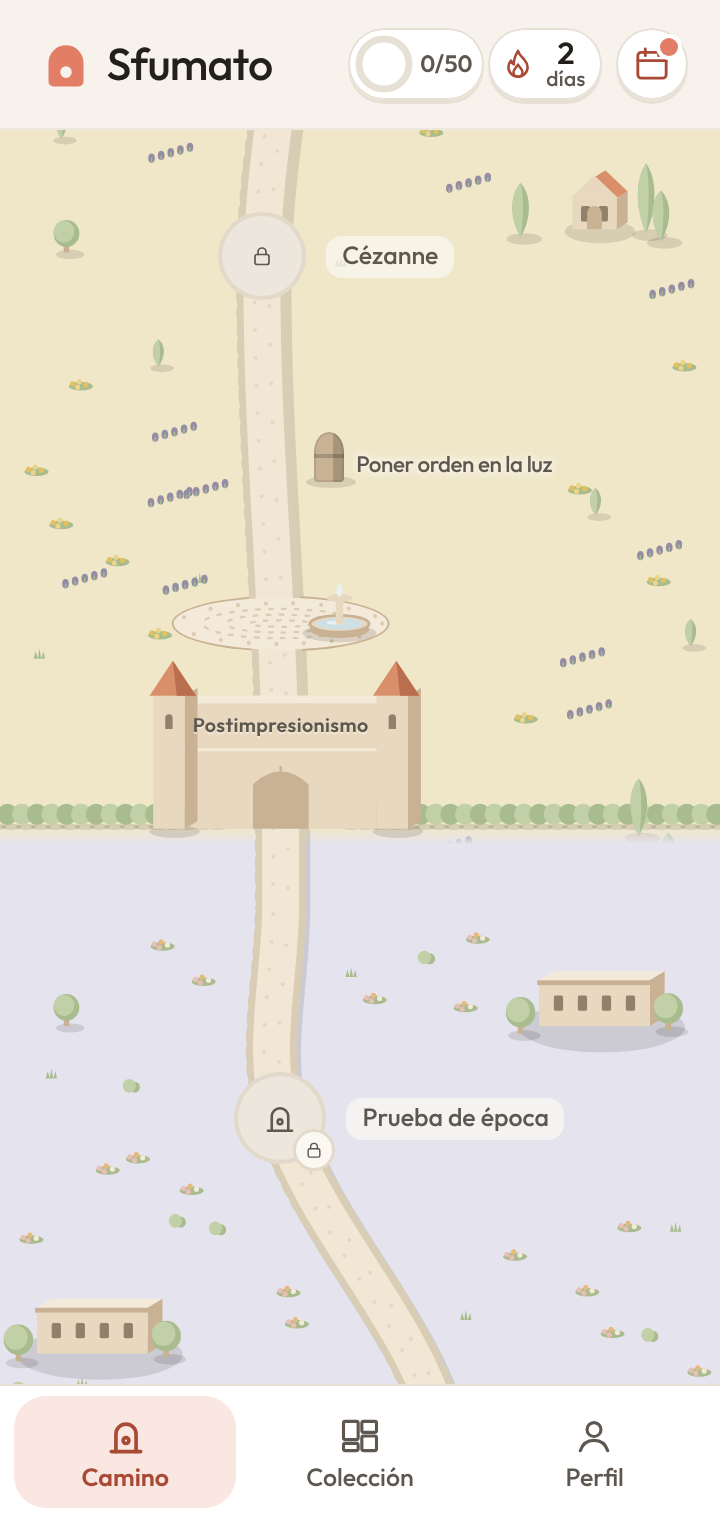 Sfumato
0/50
2
días
Cézanne
Poner orden en la luz
Postimpresionismo
Prueba de época
Camino
Colección
Perfil